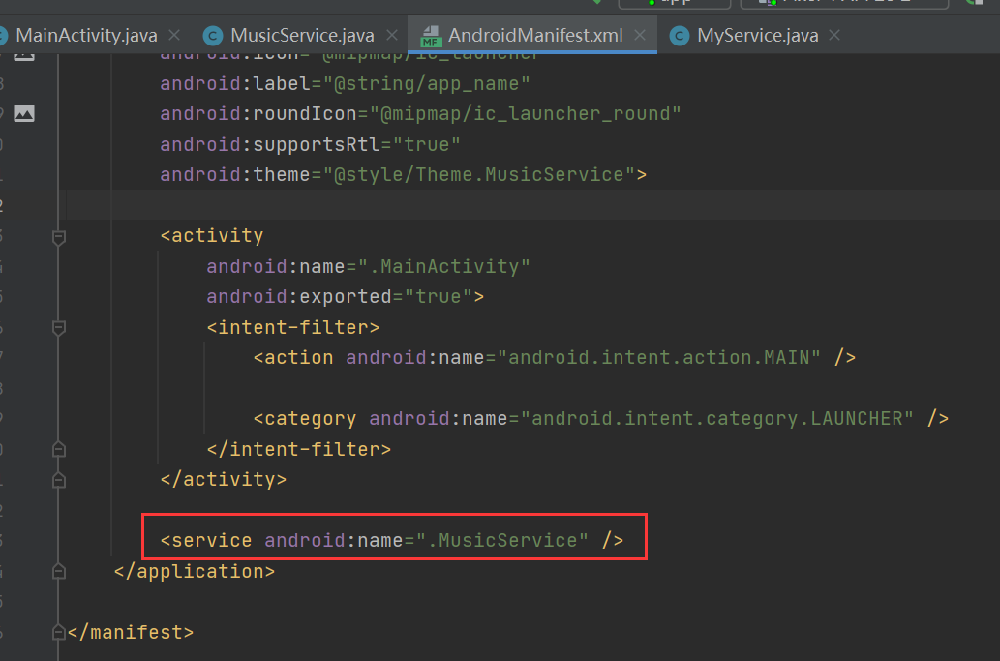 app
MainActivity.java
MusicService.java
AndroidManifest.xml
MyService.java
android:icon="@mipmap/ic_launcher"
android:label="@string/app_name"
android:roundIcon="@mipmap/ic_launcher_round"
android:supportsRtl="true"
android:theme="@style/Theme.MusicService">
<activity
android:name=".MainActivity"
android:exported="true">
<intent-filter>
<action android:name="android.intent.action.MAIN" />
<category android:name="android.intent.category.LAUNCHER" />
</intent-filter>
</activity>
<service android:name=".MusicService" />
</application>
</manifest>